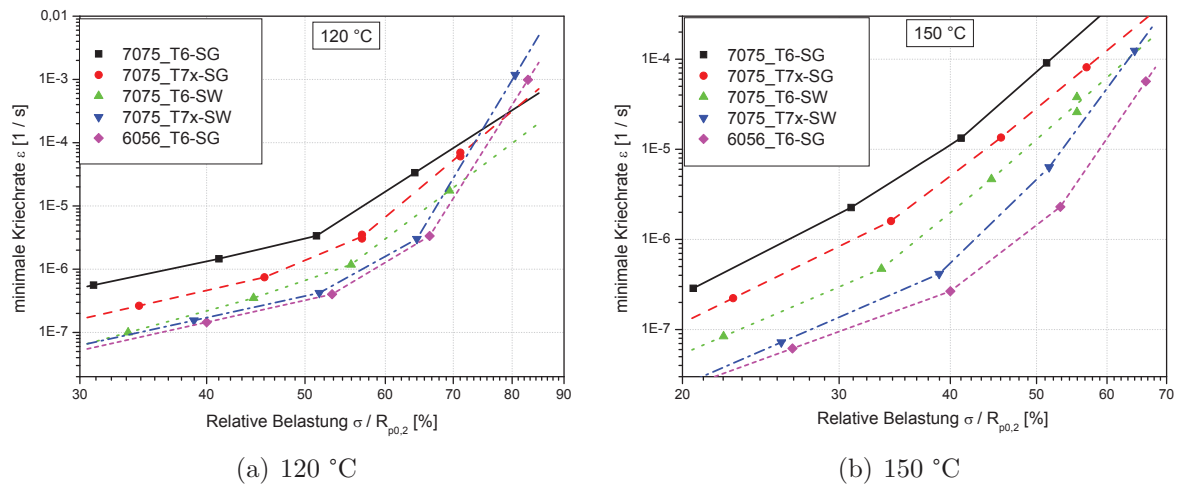 0,01
1E-3
1E-4
1E-5
1E-6
1E-7
minimale Kriechrate ε [1 / s]
120 °C
7075_T6-SG
7075_T7x-SG
7075_T6-SW
7075_T7x-SW
6056_T6-SG
30 40 50 60 70 80 90
Relative Belastung σ / Rp0,2 [%]
(a) 120 °C
1E-4
1E-5
1E-6
1E-7
minimale Kriechrate ε [1 / s]
150 °C
7075_T6-SG
7075_T7x-SG
7075_T6-SW
7075_T7x-SW
6056_T6-SG
20 30 40 50 60 70
Relative Belastung σ / Rp0,2 [%]
(b) 150 °C